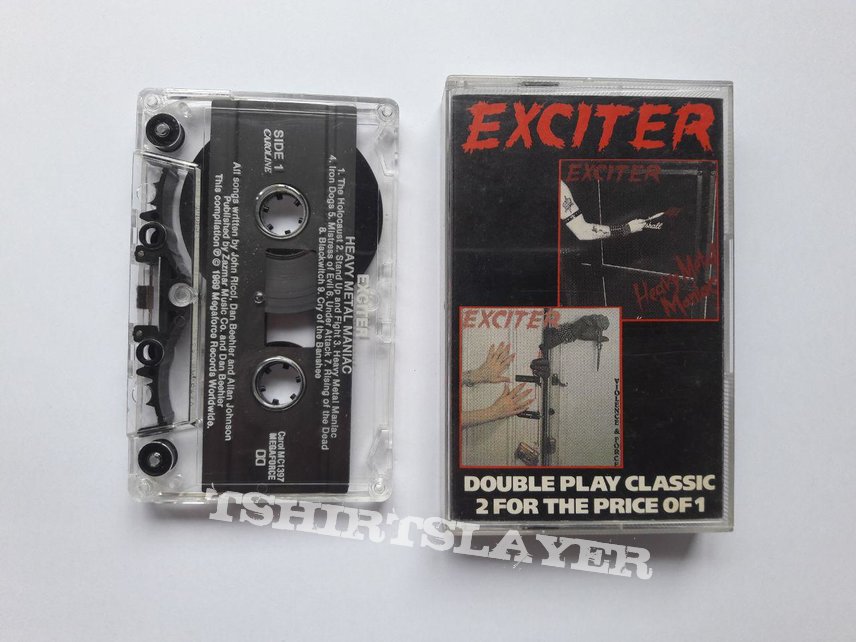 EXCITER
HEAVY METAL MANIAC
1. The Holocaust 2. Stand Up and Fight 3. Heavy Metal Maniac
4. Iron Dogs 5. Mistress of Evil 6. Under Attack 7. Rising of the Dead
8. Blackwitch 9. Cry of the Banshee
SIDE 1
CAROLINE
Carol MC1397
MEGAFORCE
All songs written by John Ricci, Dan Beehler and Allan Johnson
Published by Zazmar Music Co. and Dan Beehler
This compilation ℗ © 1989 Megaforce Records Worldwide.
EXCITER
EXCITER
Heavy Metal
Maniac
EXCITER
VIOLENCE & FORCE
DOUBLE PLAY CLASSIC
2 FOR THE PRICE OF 1
TSHIRTSLAYER